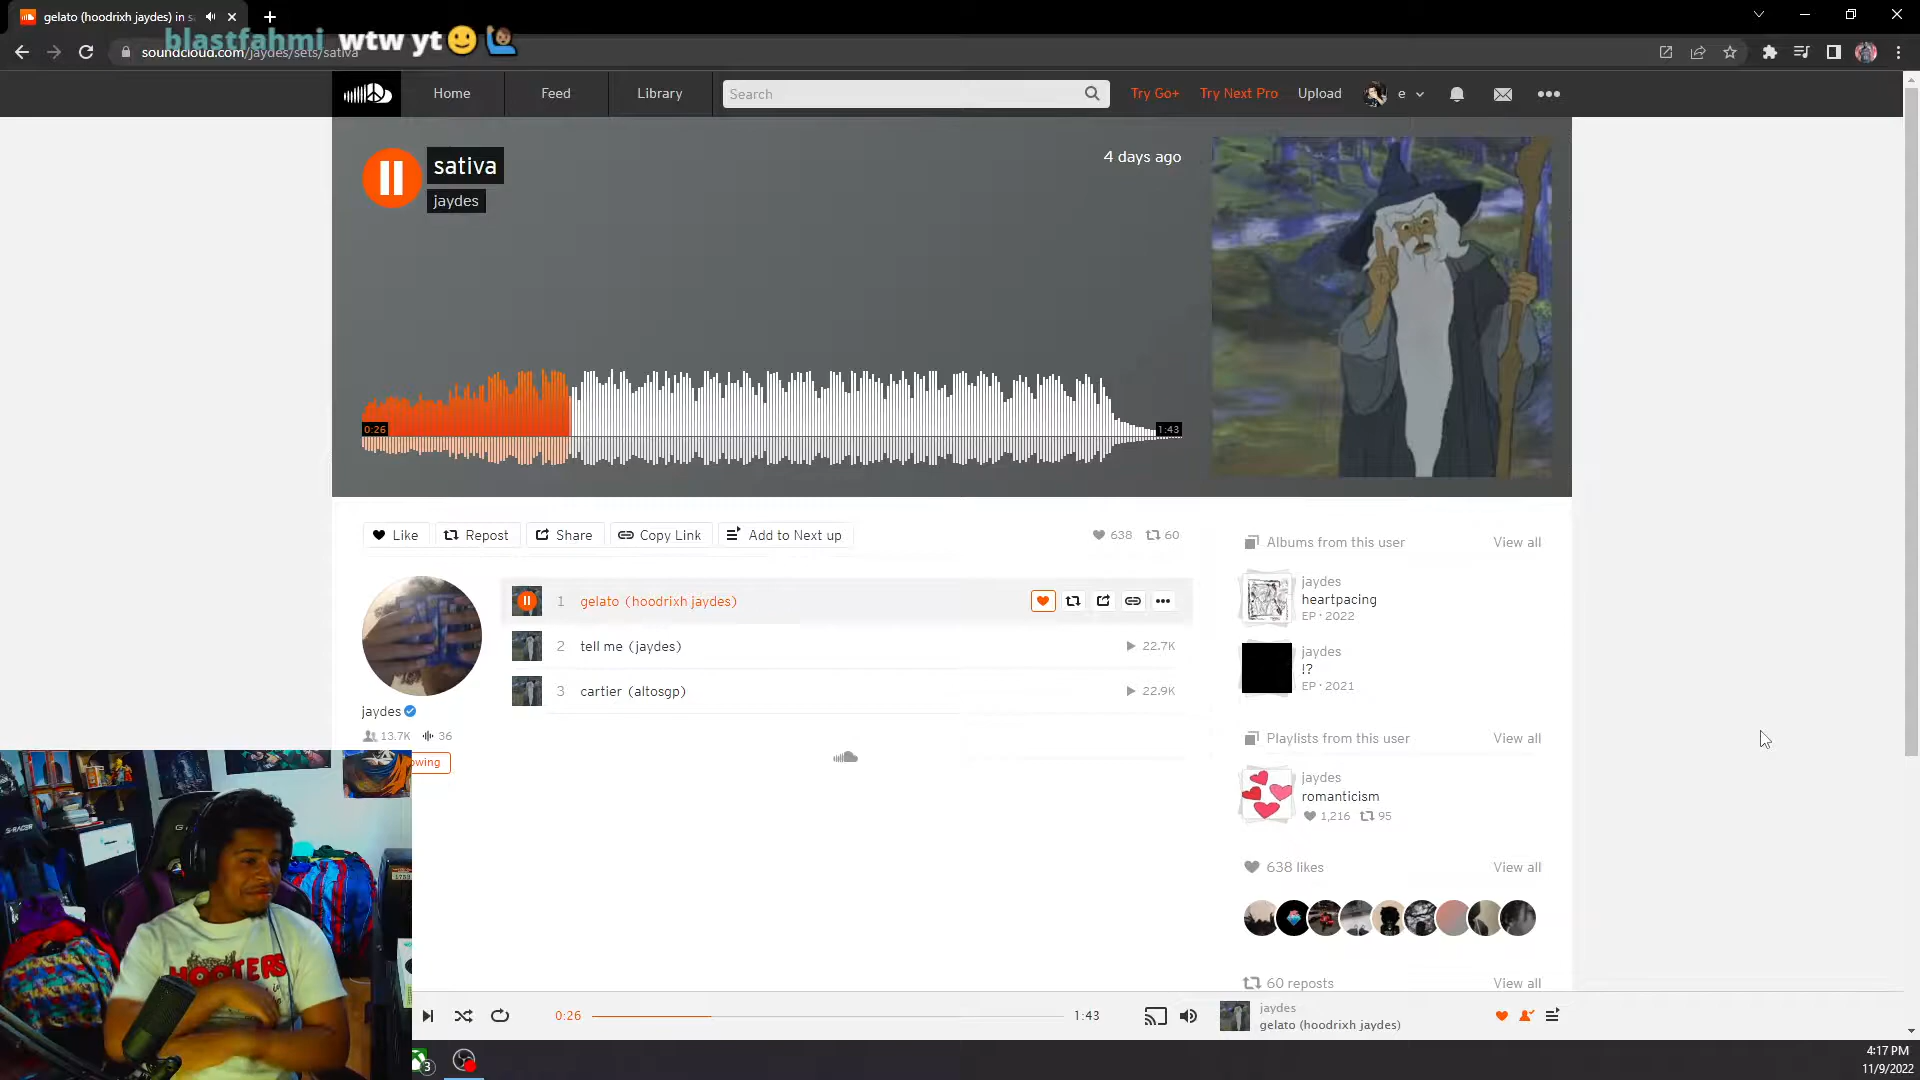 gelato (hoodrixh jaydes) in s
blastfahmi wtw yt🙂🙋🏽
soundcloud.com/jaydes/sets/sativa
Home
Feed
Library
Search
Try Go+
Try Next Pro
Upload
e
sativa
jaydes
4 days ago
0:26
1:43
Like
Repost
Share
Copy Link
Add to Next up
638
60
1 gelato (hoodrixh jaydes)
2 tell me (jaydes) 22.7K
3 cartier (altosgp) 22.9K
jaydes
13.7K 36
owing
Albums from this user View all
jaydes
heartpacing
EP · 2022
jaydes
!?
EP · 2021
Playlists from this user View all
jaydes
romanticism
1,216 95
638 likes View all
60 reposts View all
S-RACER
HOOTERS
0:26
1:43
jaydes
gelato (hoodrixh jaydes)
3
4:17 PM
11/9/2022